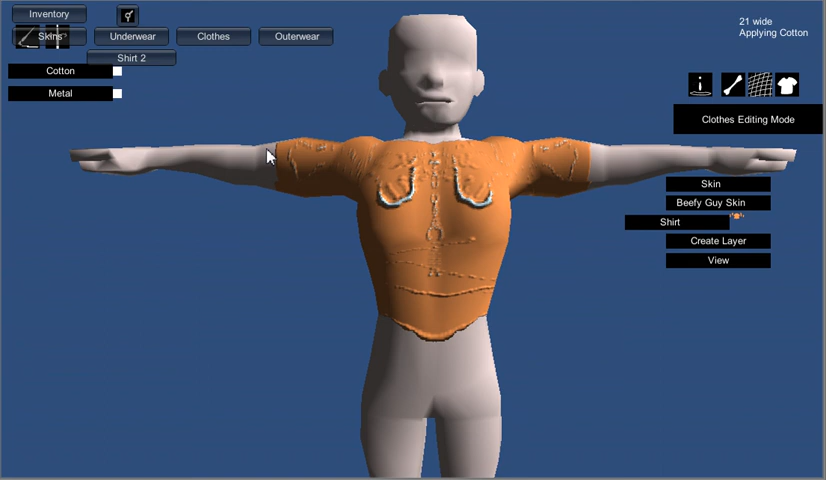 Inventory
Skins
Underwear
Clothes
Outerwear
Shirt 2
Cotton
Metal
21 wide
Applying Cotton
Clothes Editing Mode
Skin
Beefy Guy Skin
Shirt
Create Layer
View